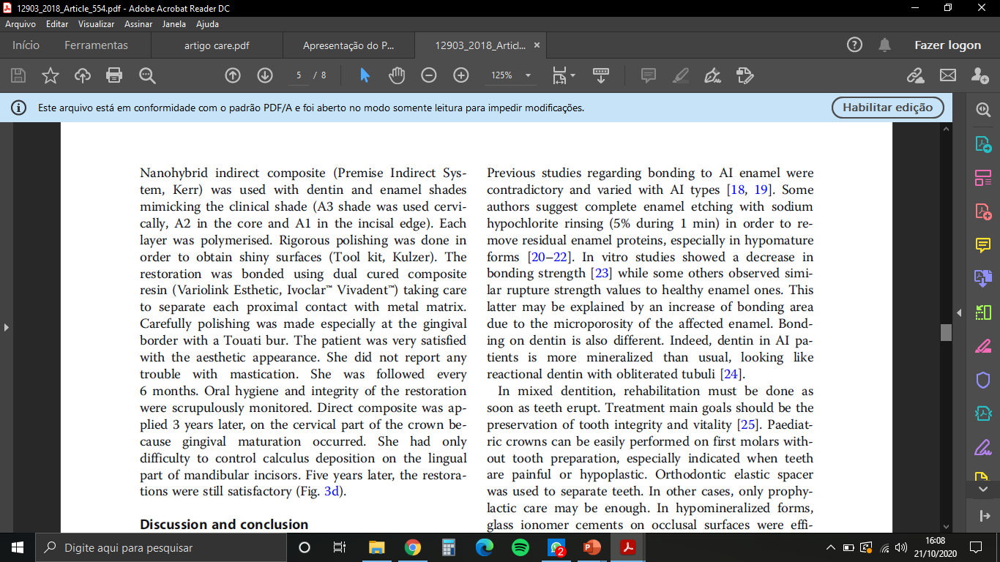 12903_2018_Article_554.pdf - Adobe Acrobat Reader DC
Arquivo Editar Visualizar Assinar Janela Ajuda
Início Ferramentas artigo care.pdf Apresentação do P... 12903_2018_Articl... × Fazer logon
5 / 8 125%
Este arquivo está em conformidade com o padrão PDF/A e foi aberto no modo somente leitura para impedir modificações. Habilitar edição
Nanohybrid indirect composite (Premise Indirect Sys-
tem, Kerr) was used with dentin and enamel shades
mimicking the clinical shade (A3 shade was used cervi-
cally, A2 in the core and A1 in the incisal edge). Each
layer was polymerised. Rigorous polishing was done in
order to obtain shiny surfaces (Tool kit, Kulzer). The
restoration was bonded using dual cured composite
resin (Variolink Esthetic, Ivoclar™ Vivadent™) taking care
to separate each proximal contact with metal matrix.
Carefully polishing was made especially at the gingival
border with a Touati bur. The patient was very satisfied
with the aesthetic appearance. She did not report any
trouble with mastication. She was followed every
6 months. Oral hygiene and integrity of the restoration
were scrupulously monitored. Direct composite was ap-
plied 3 years later, on the cervical part of the crown be-
cause gingival maturation occurred. She had only
difficulty to control calculus deposition on the lingual
part of mandibular incisors. Five years later, the restora-
tions were still satisfactory (Fig. 3d).
Discussion and conclusion
Previous studies regarding bonding to AI enamel were
contradictory and varied with AI types [18, 19]. Some
authors suggest complete enamel etching with sodium
hypochlorite rinsing (5% during 1 min) in order to re-
move residual enamel proteins, especially in hypomature
forms [20–22]. In vitro studies showed a decrease in
bonding strength [23] while some others observed simi-
lar rupture strength values to healthy enamel ones. This
latter may be explained by an increase of bonding area
due to the microporosity of the affected enamel. Bond-
ing on dentin is also different. Indeed, dentin in AI pa-
tients is more mineralized than usual, looking like
reactional dentin with obliterated tubuli [24].
In mixed dentition, rehabilitation must be done as
soon as teeth erupt. Treatment main goals should be the
preservation of tooth integrity and vitality [25]. Paediat-
ric crowns can be easily performed on first molars with-
out tooth preparation, especially indicated when teeth
are painful or hypoplastic. Orthodontic elastic spacer
was used to separate teeth. In other cases, only prophy-
lactic care may be enough. In hypomineralized forms,
glass ionomer cements on occlusal surfaces were effi-
Digite aqui para pesquisar
2
16:08
21/10/2020